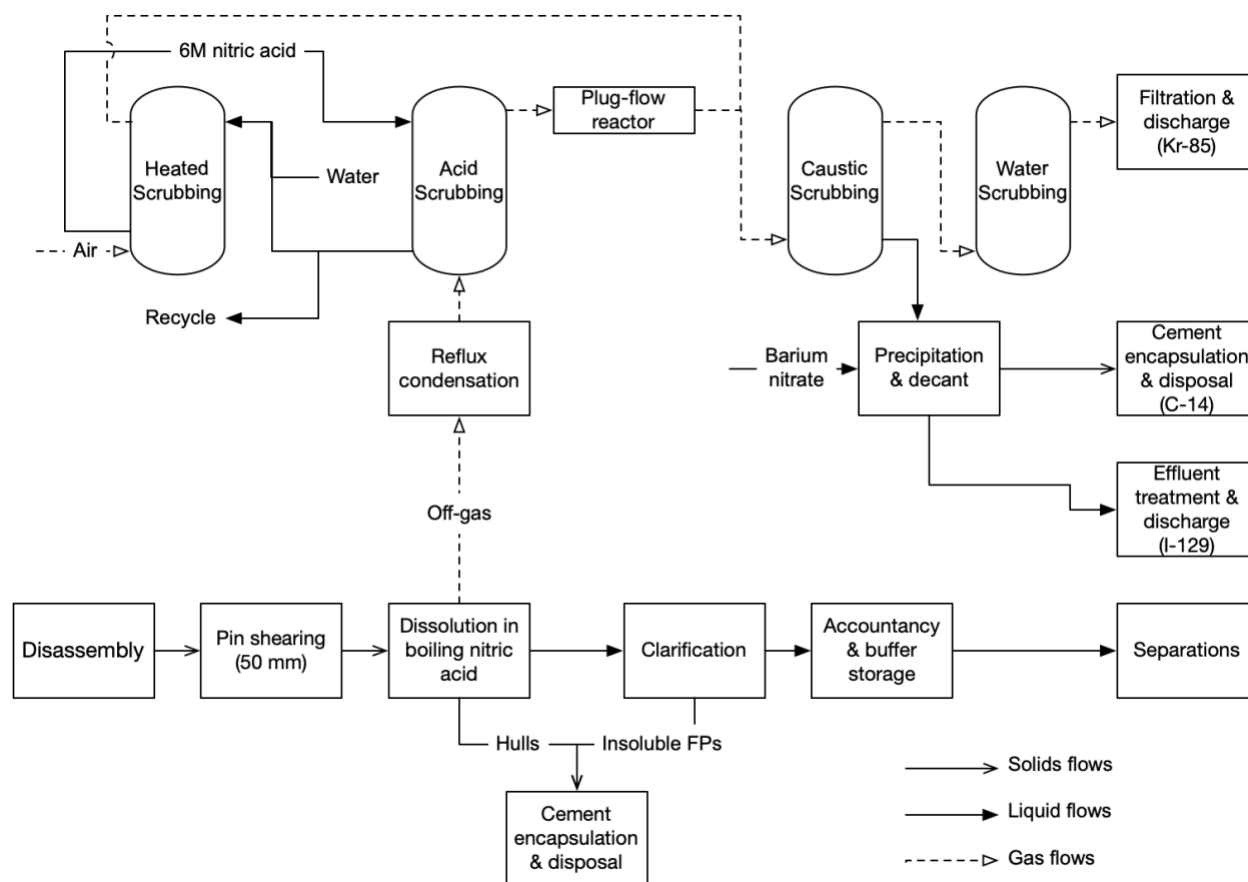 6M nitric acid
Heated
Scrubbing
Water
Air
Recycle
Acid
Scrubbing
Plug-flow
reactor
Caustic
Scrubbing
Water
Scrubbing
Filtration &
discharge
(Kr-85)
Reflux
condensation
Barium
nitrate
Precipitation
& decant
Cement
encapsulation
& disposal
(C-14)
Effluent
treatment &
discharge
(I-129)
Off-gas
Disassembly
Pin shearing
(50 mm)
Dissolution in
boiling nitric
acid
Clarification
Accountancy
& buffer
storage
Separations
Hulls
Insoluble FPs
Cement
encapsulation
& disposal
Solids flows
Liquid flows
Gas flows